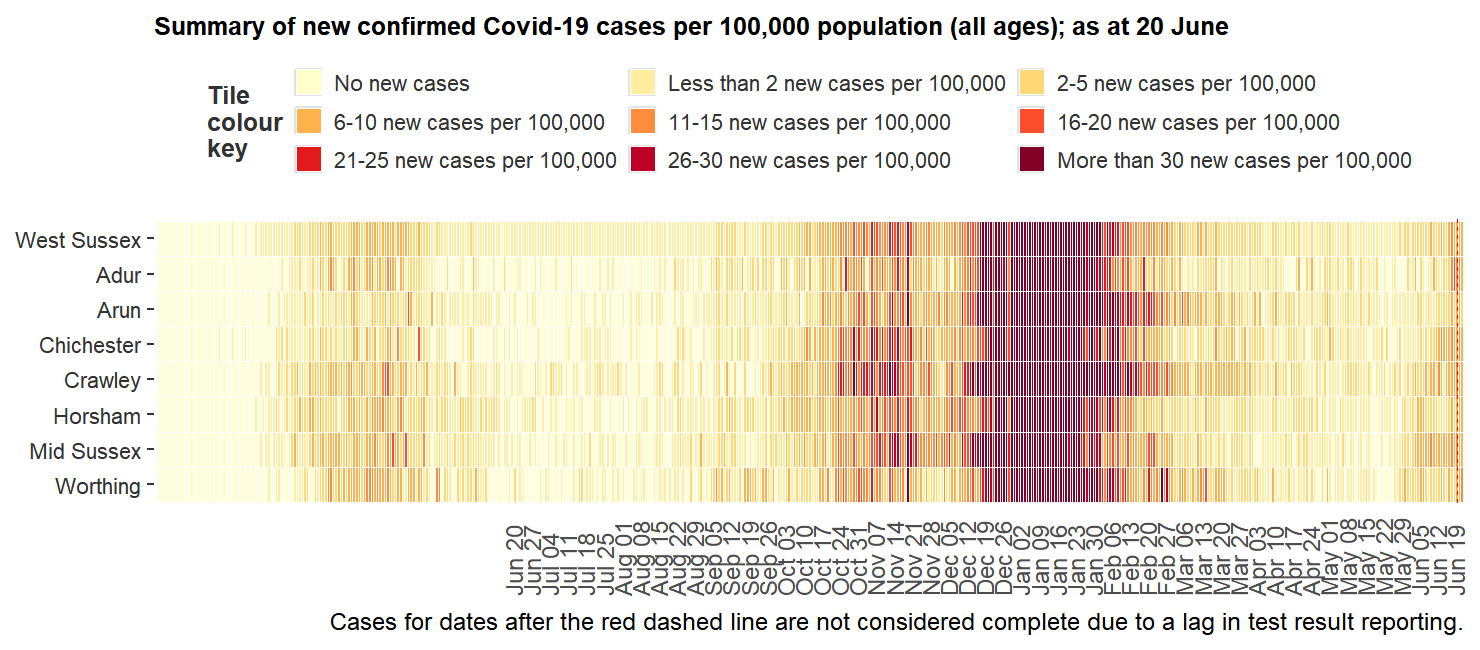 Summary of new confirmed Covid-19 cases per 100,000 population (all ages); as at 20 June
Tile colour key
No new cases
Less than 2 new cases per 100,000
2-5 new cases per 100,000
6-10 new cases per 100,000
11-15 new cases per 100,000
16-20 new cases per 100,000
21-25 new cases per 100,000
26-30 new cases per 100,000
More than 30 new cases per 100,000
West Sussex
Adur
Arun
Chichester
Crawley
Horsham
Mid Sussex
Worthing
Jun 20
Jun 27
Jul 04
Jul 11
Jul 18
Jul 25
Aug 01
Aug 08
Aug 15
Aug 22
Aug 29
Sep 05
Sep 12
Sep 19
Sep 26
Oct 03
Oct 10
Oct 17
Oct 24
Oct 31
Nov 07
Nov 14
Nov 21
Nov 28
Dec 05
Dec 12
Dec 19
Dec 26
Jan 02
Jan 09
Jan 16
Jan 23
Jan 30
Feb 06
Feb 13
Feb 20
Feb 27
Mar 06
Mar 13
Mar 20
Mar 27
Apr 03
Apr 10
Apr 17
Apr 24
May 01
May 08
May 15
May 22
May 29
Jun 05
Jun 12
Jun 19
Cases for dates after the red dashed line are not considered complete due to a lag in test result reporting.